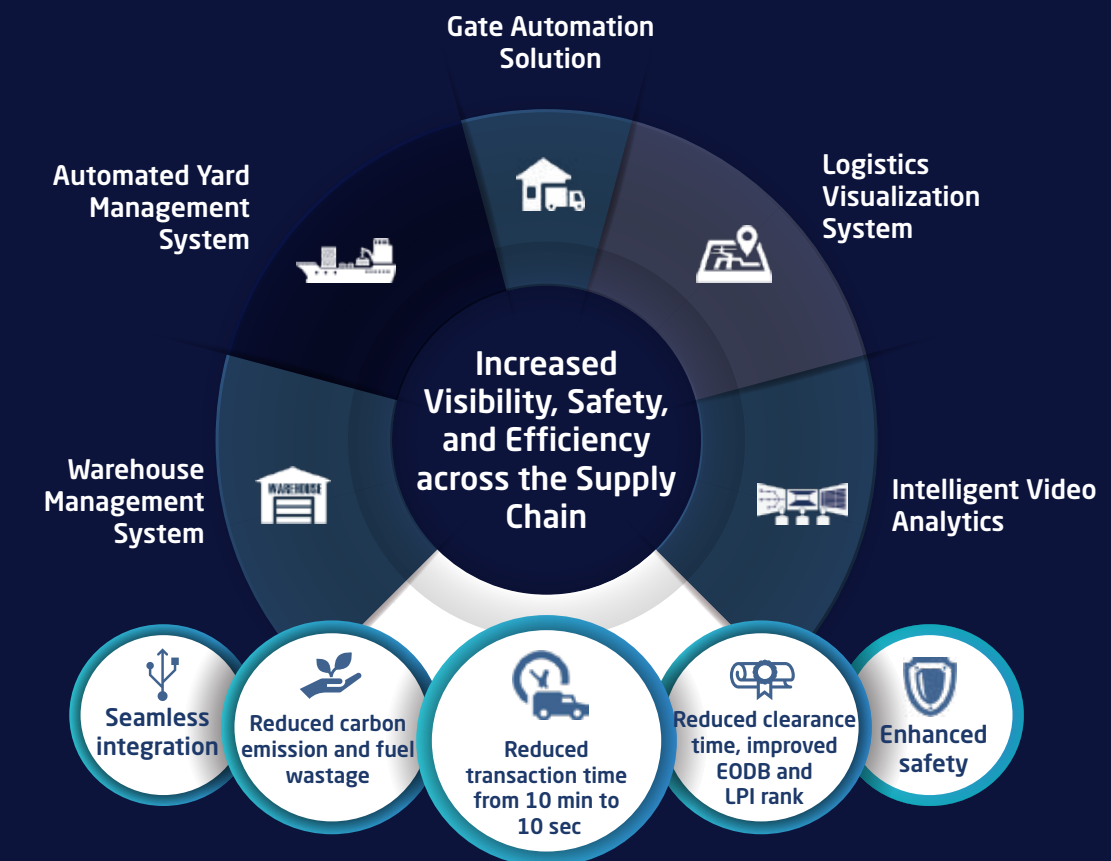 Gate Automation
Solution
Automated Yard
Management
System
Logistics
Visualization
System
Increased
Visibility, Safety,
and Efficiency
across the Supply
Chain
Warehouse
Management
System
WAREHOUSE
Intelligent Video
Analytics
Seamless
integration
Reduced carbon
emission and fuel
wastage
Reduced
transaction time
from 10 min to
10 sec
Reduced clearance
time, improved
EODB and
LPI rank
Enhanced
safety